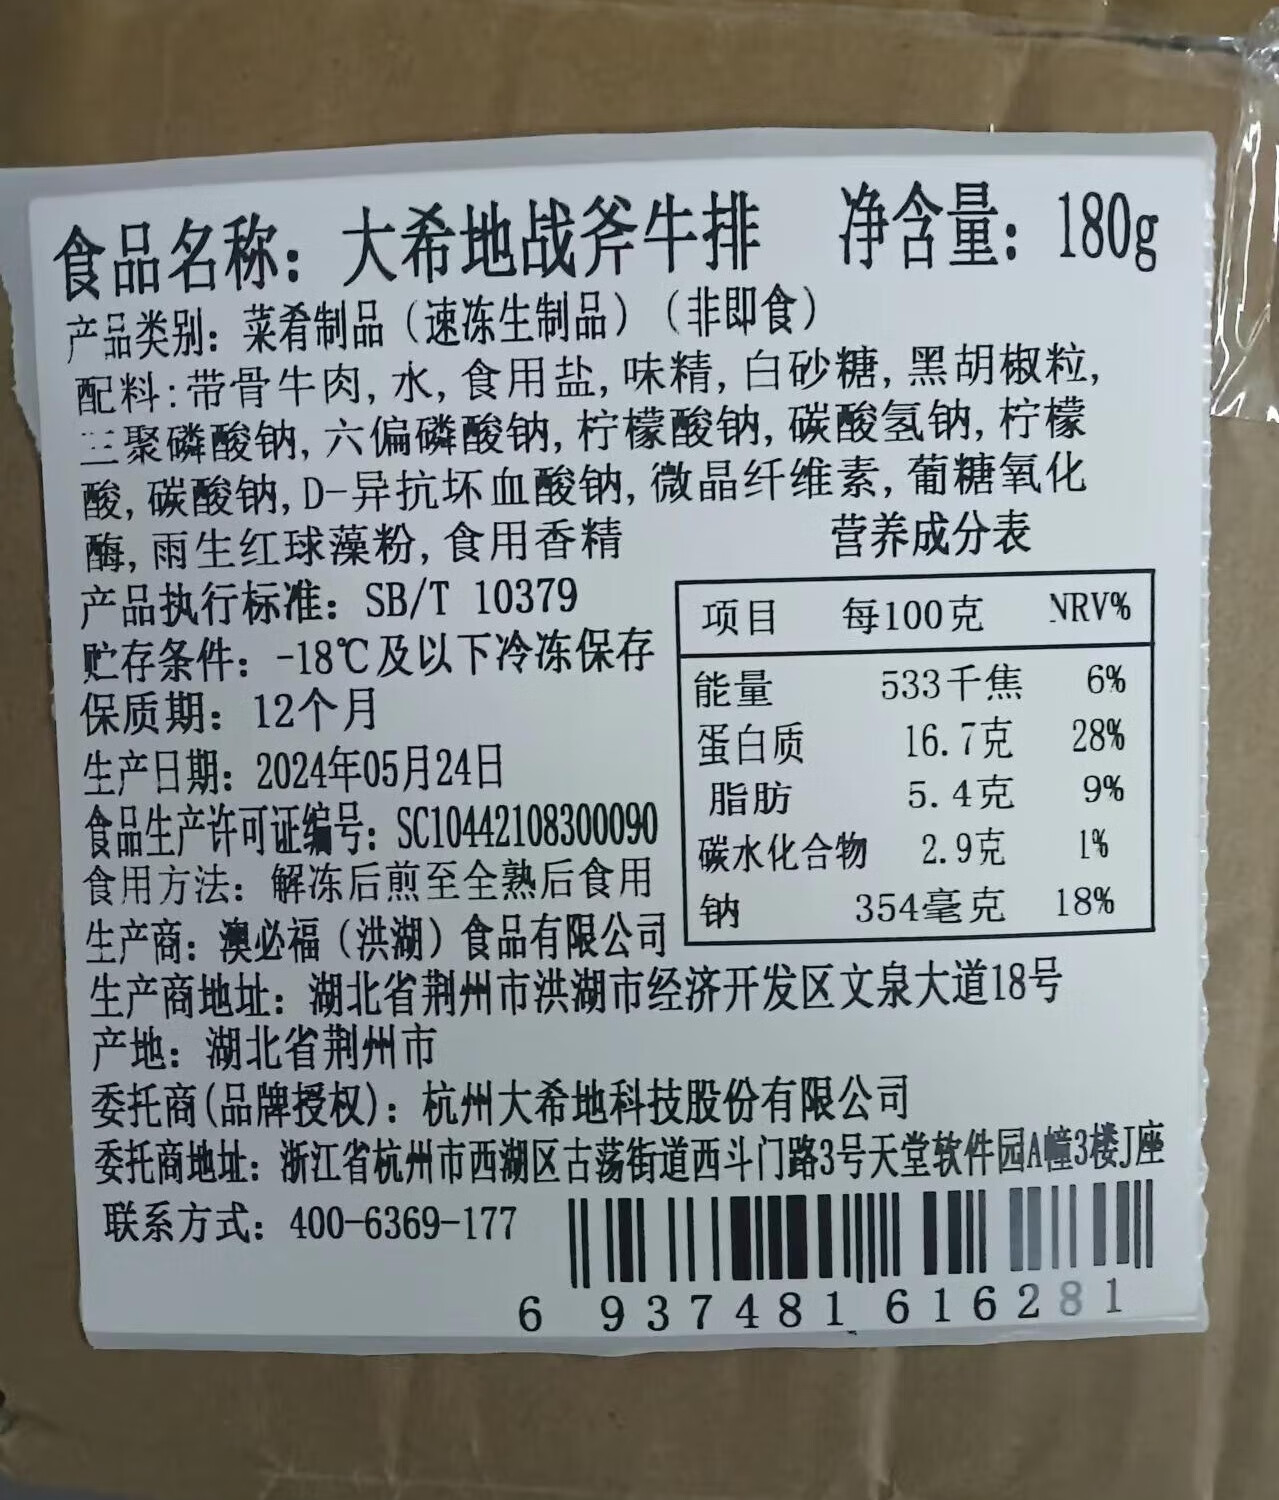 食品名称：大希地战斧牛排 净含量：180g
产品类别：菜肴制品（速冻生制品）（非即食）
配料：带骨牛肉，水，食用盐，味精，白砂糖，黑胡椒粒，
三聚磷酸钠，六偏磷酸钠，柠檬酸钠，碳酸氢钠，柠檬
酸，碳酸钠，D-异抗坏血酸钠，微晶纤维素，葡糖氧化
酶，雨生红球藻粉，食用香精
产品执行标准：SB/T 10379
贮存条件：-18℃及以下冷冻保存
保质期：12个月
生产日期：2024年05月24日
食品生产许可证编号：SC10442108300090
食用方法：解冻后煎至全熟后食用
营养成分表
项目 每100克 NRV%
能量 533千焦 6%
蛋白质 16.7克 28%
脂肪 5.4克 9%
碳水化合物 2.9克 1%
钠 354毫克 18%
生产商：澳必福（洪湖）食品有限公司
生产商地址：湖北省荆州市洪湖市经济开发区文泉大道18号
产地：湖北省荆州市
委托商(品牌授权)：杭州大希地科技股份有限公司
委托商地址：浙江省杭州市西湖区古荡街道西斗门路3号天堂软件园A幢3楼J座
联系方式：400-6369-177
6 937481 616281